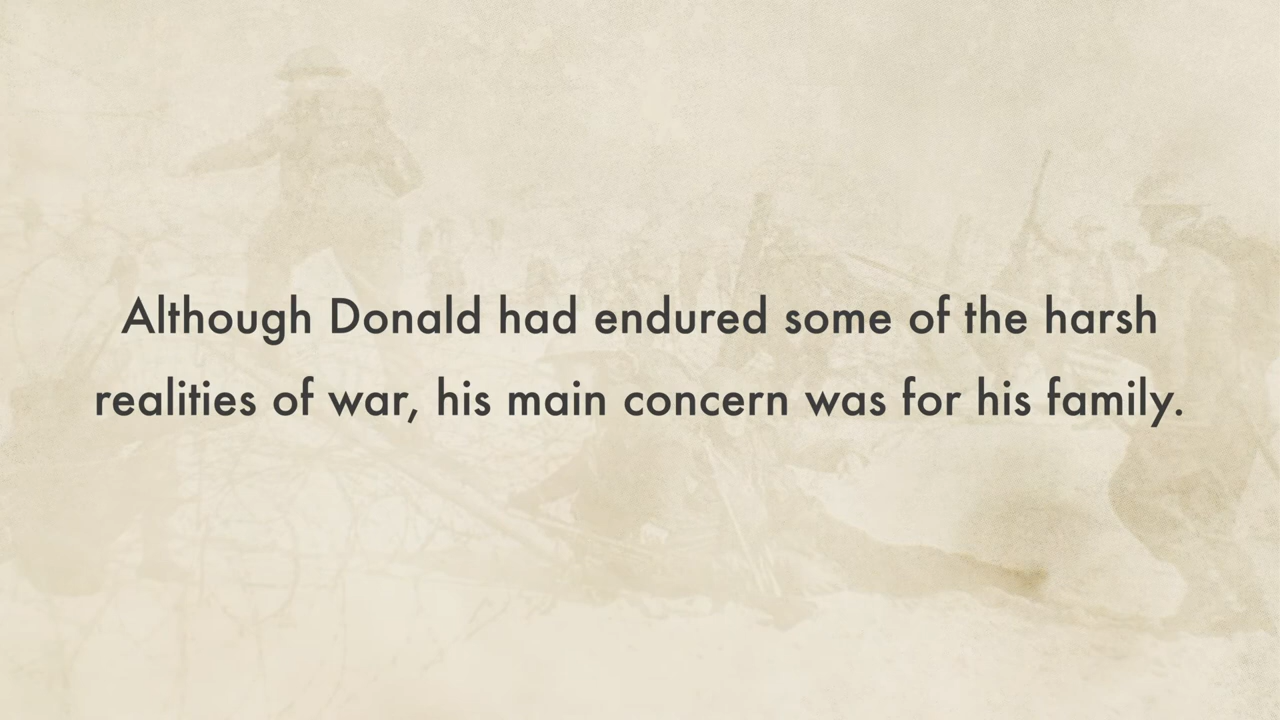 Although Donald had endured some of the harsh
realities of war, his main concern was for his family.